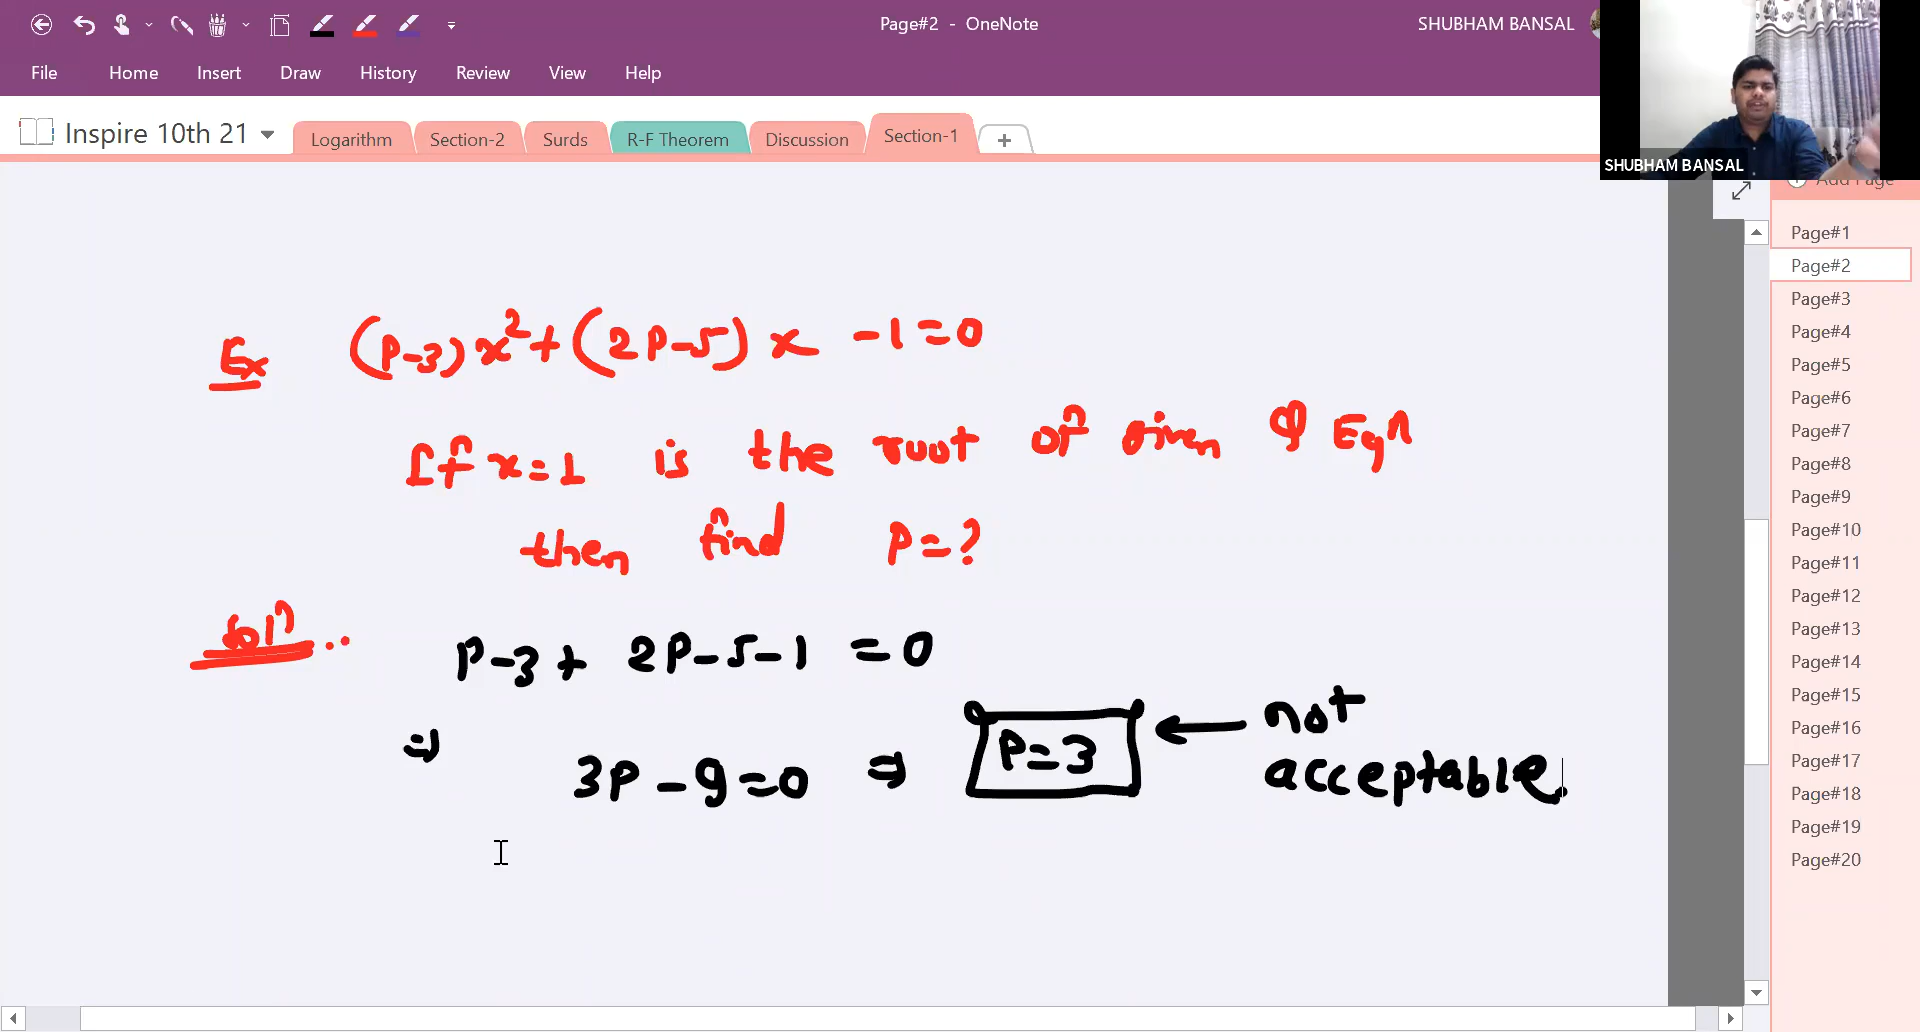 Page#2 - OneNote
SHUBHAM BANSAL
File Home Insert Draw History Review View Help
Inspire 10th 21
Logarithm Section-2 Surds R-F Theorem Discussion Section-1 +
SHUBHAM BANSAL
Add Page
Page#1
Page#2
Page#3
Page#4
Page#5
Page#6
Page#7
Page#8
Page#9
Page#10
Page#11
Page#12
Page#13
Page#14
Page#15
Page#16
Page#17
Page#18
Page#19
Page#20
Ex (P-3)x²+(2P-5)x -1=0
If x=1 is the root of given Q Eqn
then find P=?
Solⁿ..
P-3+2P-5-1=0
⇒ 3P-9=0 ⇒ P=3 ← not
acceptable.